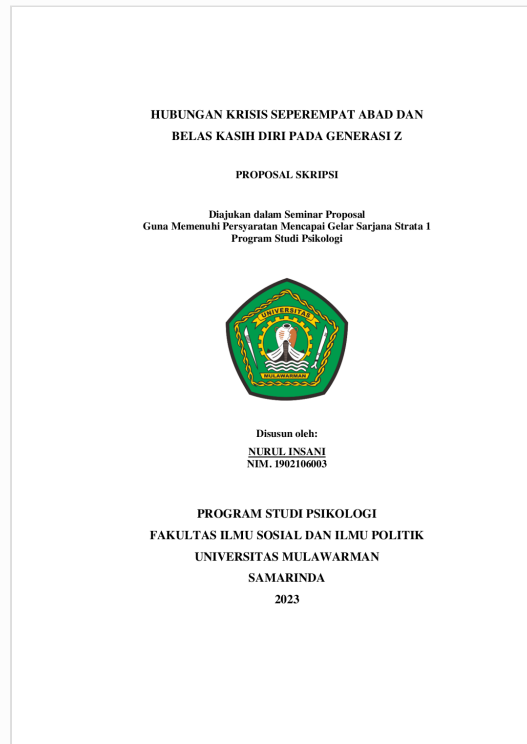 HUBUNGAN KRISIS SEPEREMPAT ABAD DAN
BELAS KASIH DIRI PADA GENERASI Z
PROPOSAL SKRIPSI
Diajukan dalam Seminar Proposal
Guna Memenuhi Persyaratan Mencapai Gelar Sarjana Strata 1
Program Studi Psikologi
UNIVERSITAS
MULAWARMAN
Disusun oleh:
NURUL INSANI
NIM. 1902106003
PROGRAM STUDI PSIKOLOGI
FAKULTAS ILMU SOSIAL DAN ILMU POLITIK
UNIVERSITAS MULAWARMAN
SAMARINDA
2023